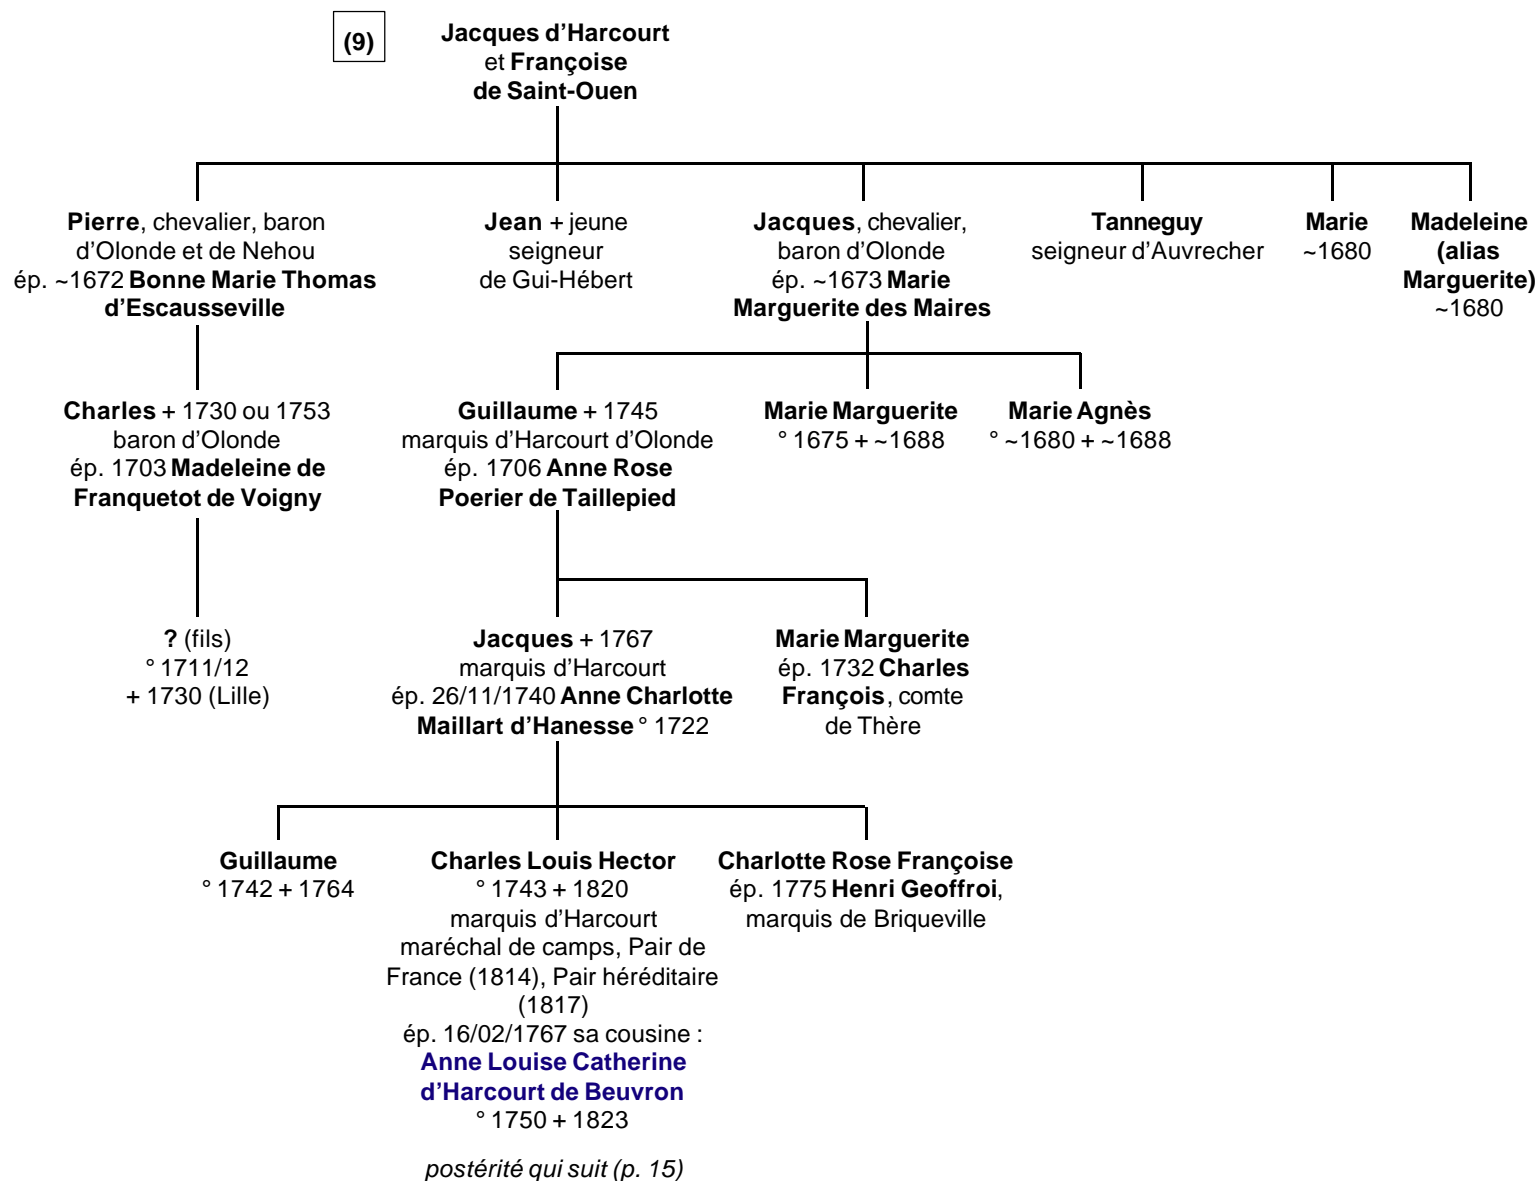 (9)
Jacques d'Harcourt
et Françoise
de Saint-Ouen
Pierre, chevalier, baron
d'Olonde et de Nehou
ép. ~1672 Bonne Marie Thomas
d'Escausseville
Jean + jeune
seigneur
de Gui-Hébert
Jacques, chevalier,
baron d'Olonde
ép. ~1673 Marie
Marguerite des Maires
Tanneguy
seigneur d'Auvrecher
Marie
~1680
Madeleine
(alias
Marguerite)
~1680
Charles + 1730 ou 1753
baron d'Olonde
ép. 1703 Madeleine de
Franquetot de Voigny
Guillaume + 1745
marquis d'Harcourt d'Olonde
ép. 1706 Anne Rose
Poerier de Taillepied
Marie Marguerite
° 1675 + ~1688
Marie Agnès
° ~1680 + ~1688
? (fils)
° 1711/12
+ 1730 (Lille)
Jacques + 1767
marquis d'Harcourt
ép. 26/11/1740 Anne Charlotte
Maillart d'Hanesse ° 1722
Marie Marguerite
ép. 1732 Charles
François, comte
de Thère
Guillaume
° 1742 + 1764
Charles Louis Hector
° 1743 + 1820
marquis d'Harcourt
maréchal de camps, Pair de
France (1814), Pair héréditaire
(1817)
ép. 16/02/1767 sa cousine :
Anne Louise Catherine
d'Harcourt de Beuvron
° 1750 + 1823
postérité qui suit (p. 15)
Charlotte Rose Françoise
ép. 1775 Henri Geoffroi,
marquis de Briqueville